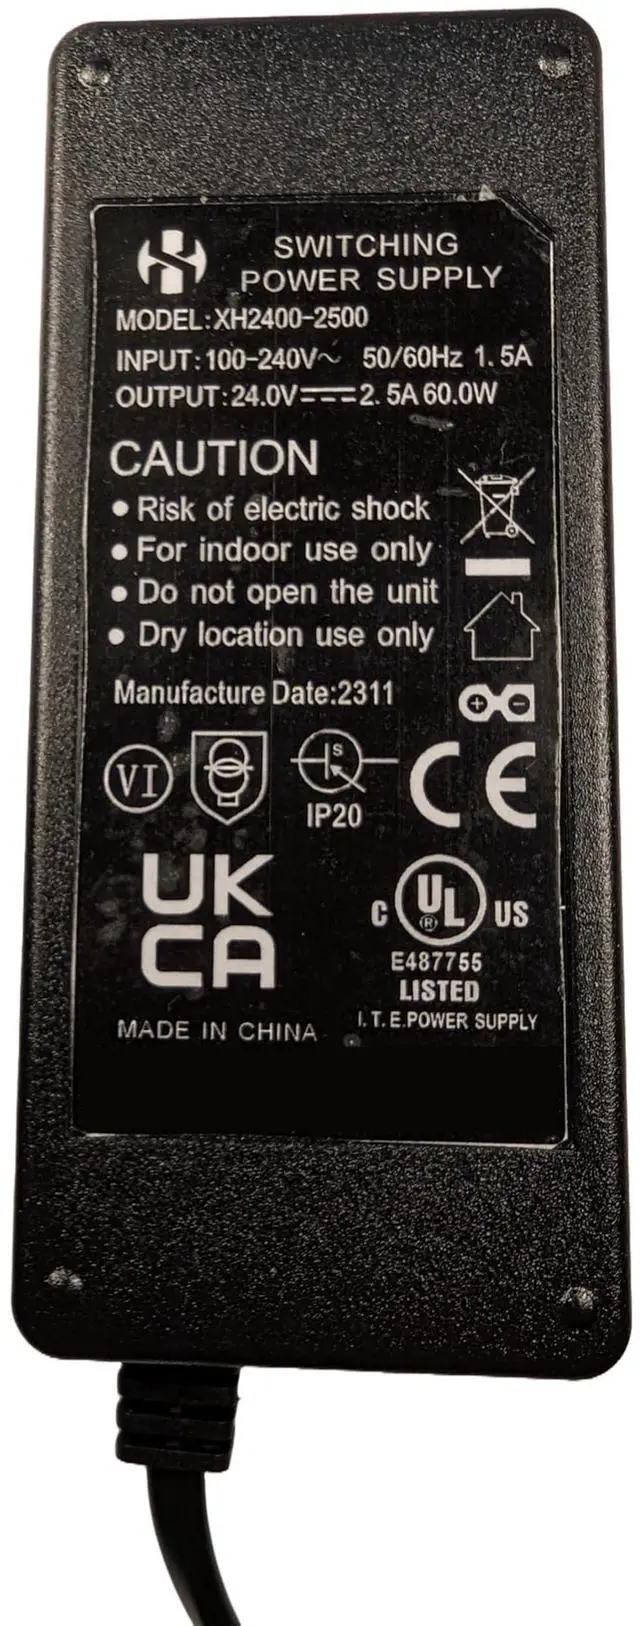 SWITCHING
POWER SUPPLY
MODEL:XH2400-2500
INPUT:100-240V~ 50/60Hz 1.5A
OUTPUT:24.0V⎓2.5A 60.0W
CAUTION
• Risk of electric shock
• For indoor use only
• Do not open the unit
• Dry location use only
Manufacture Date:2311
VI
S
IP20
CE
UK
CA
C UL® US
E487755
LISTED
I.T.E.POWER SUPPLY
MADE IN CHINA